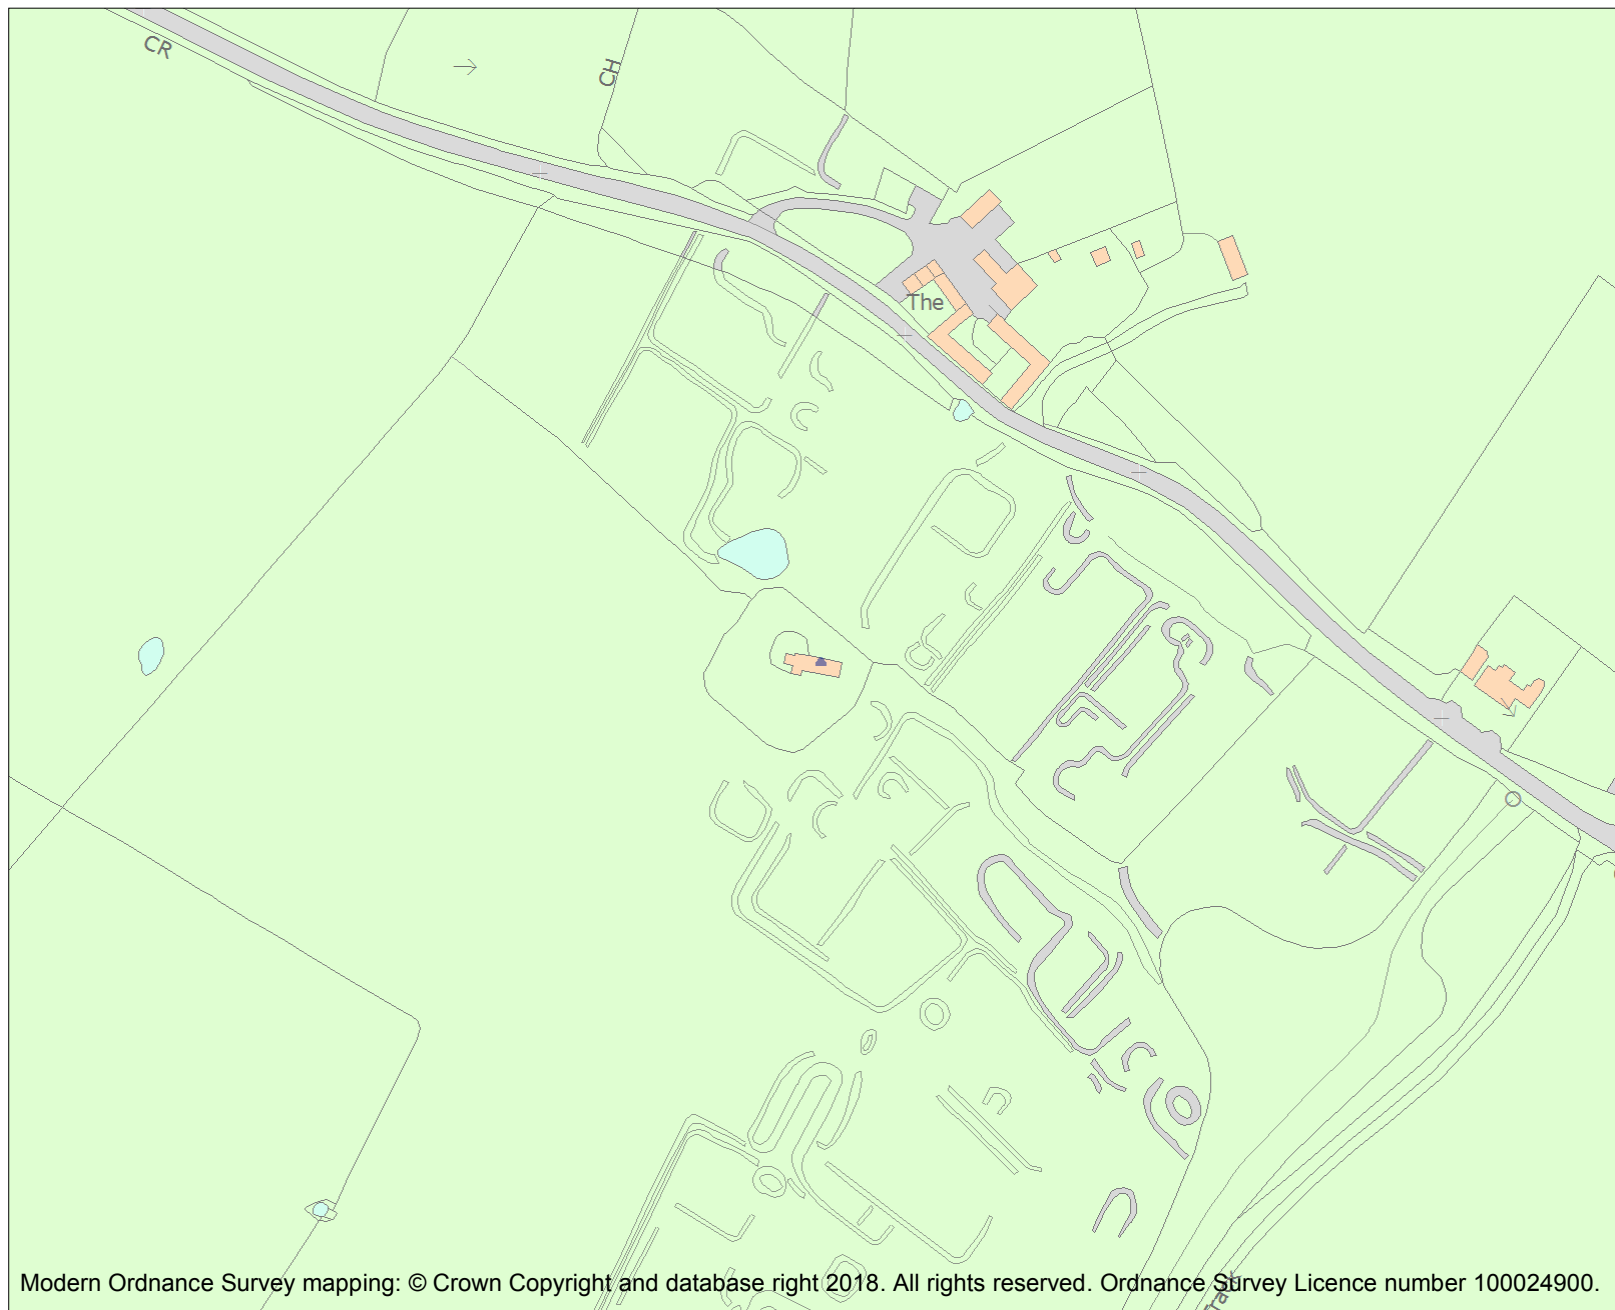 CR
CH
The
Track
Modern Ordnance Survey mapping: © Crown Copyright and database right 2018. All rights reserved. Ordnance Survey Licence number 100024900.